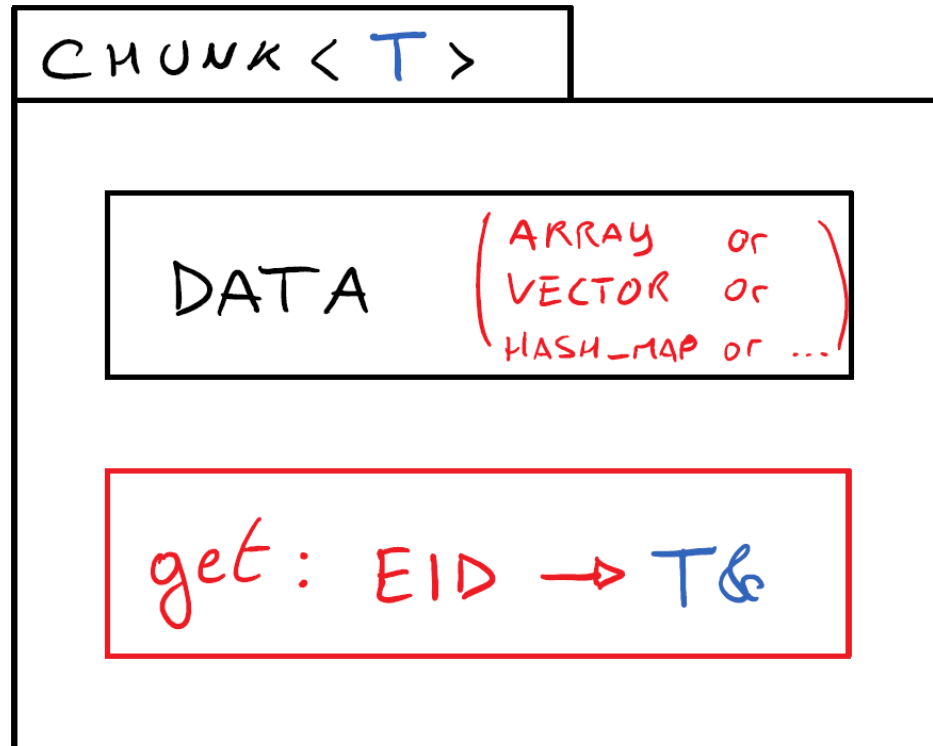 CHUNK < T >
DATA ( ARRAY or
VECTOR or
HASH_MAP or ... )
get: EID → T&